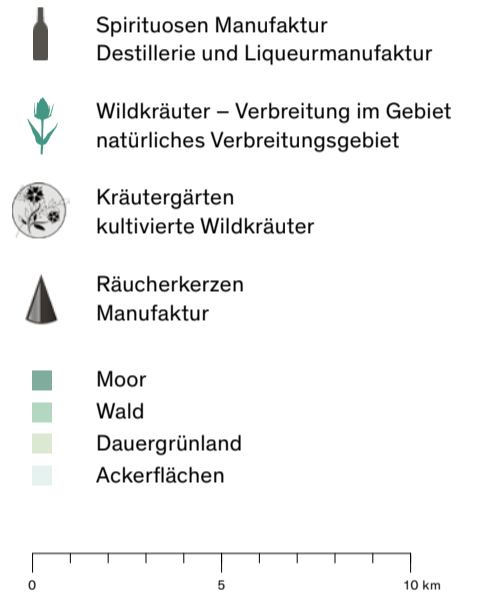 Spirituosen Manufaktur
Destillerie und Liqueurmanufaktur
Wildkräuter – Verbreitung im Gebiet
natürliches Verbreitungsgebiet
Kräutergärten
kultivierte Wildkräuter
Räucherkerzen
Manufaktur
Moor
Wald
Dauergrünland
Ackerflächen
0 5 10 km